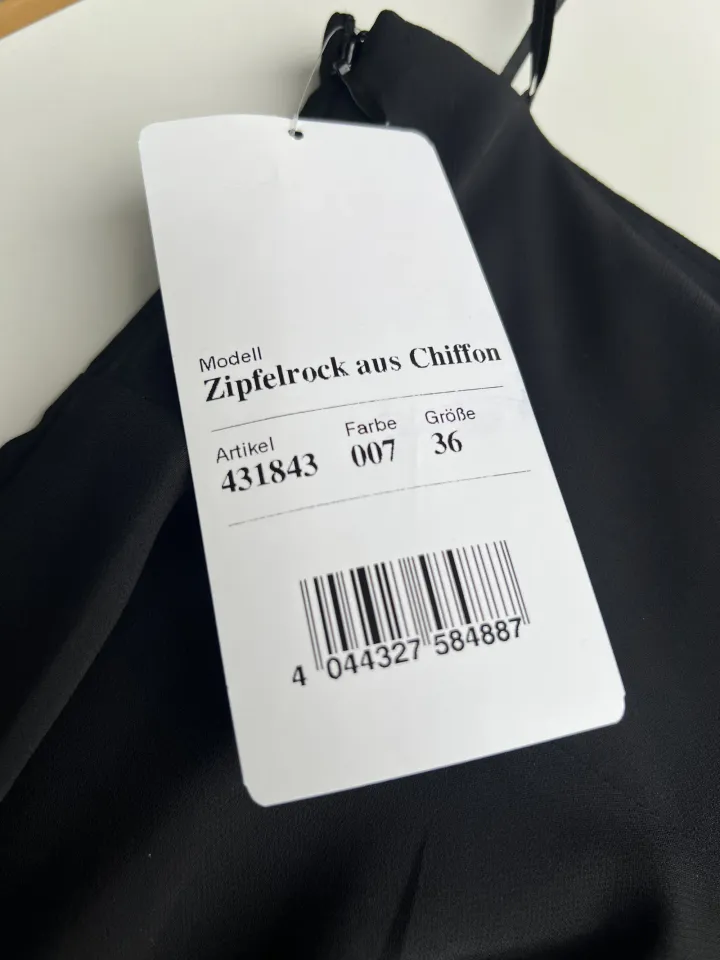 Modell
Zipfelrock aus Chiffon
Artikel Farbe Größe
431843 007 36
4 044327 584887